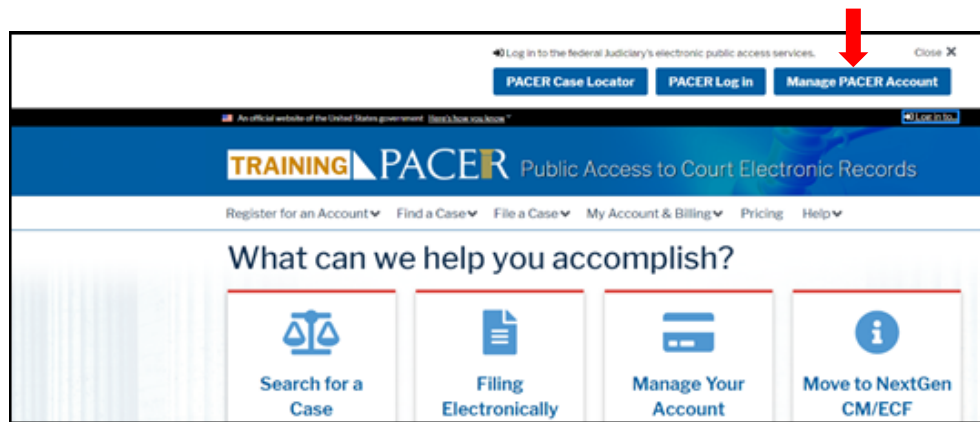 Log in to the federal Judiciary's electronic public access services. Close X
PACER Case Locator PACER Log in Manage PACER Account
An official website of the United States government Here's how you know Log in to...
TRAINING PACER Public Access to Court Electronic Records
Register for an Account Find a Case File a Case My Account & Billing Pricing Help
What can we help you accomplish?
Search for a Case
Filing Electronically
Manage Your Account
Move to NextGen CM/ECF